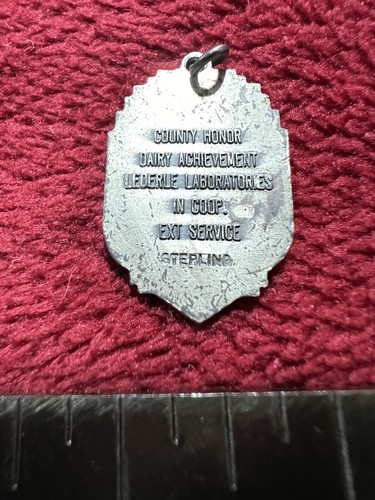 COUNTY HONOR
DAIRY ACHIEVEMENT
LEDERLE LABORATORIES
IN COOP.
EXT SERVICE
STERLING